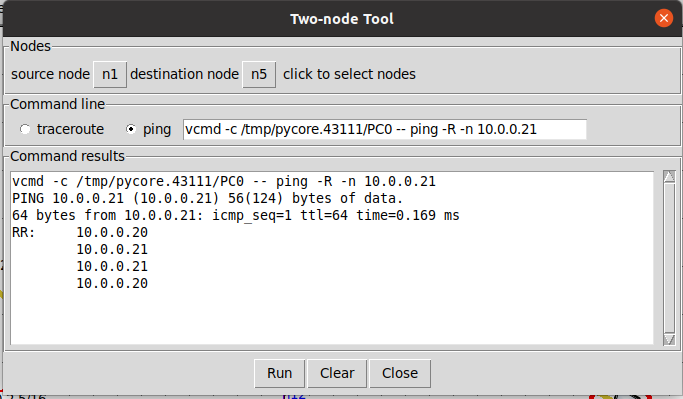 Two-node Tool
Nodes
source node n1 destination node n5 click to select nodes
Command line
traceroute ping vcmd -c /tmp/pycore.43111/PC0 -- ping -R -n 10.0.0.21
Command results
vcmd -c /tmp/pycore.43111/PC0 -- ping -R -n 10.0.0.21
PING 10.0.0.21 (10.0.0.21) 56(124) bytes of data.
64 bytes from 10.0.0.21: icmp_seq=1 ttl=64 time=0.169 ms
RR: 10.0.0.20
10.0.0.21
10.0.0.21
10.0.0.20
Run Clear Close